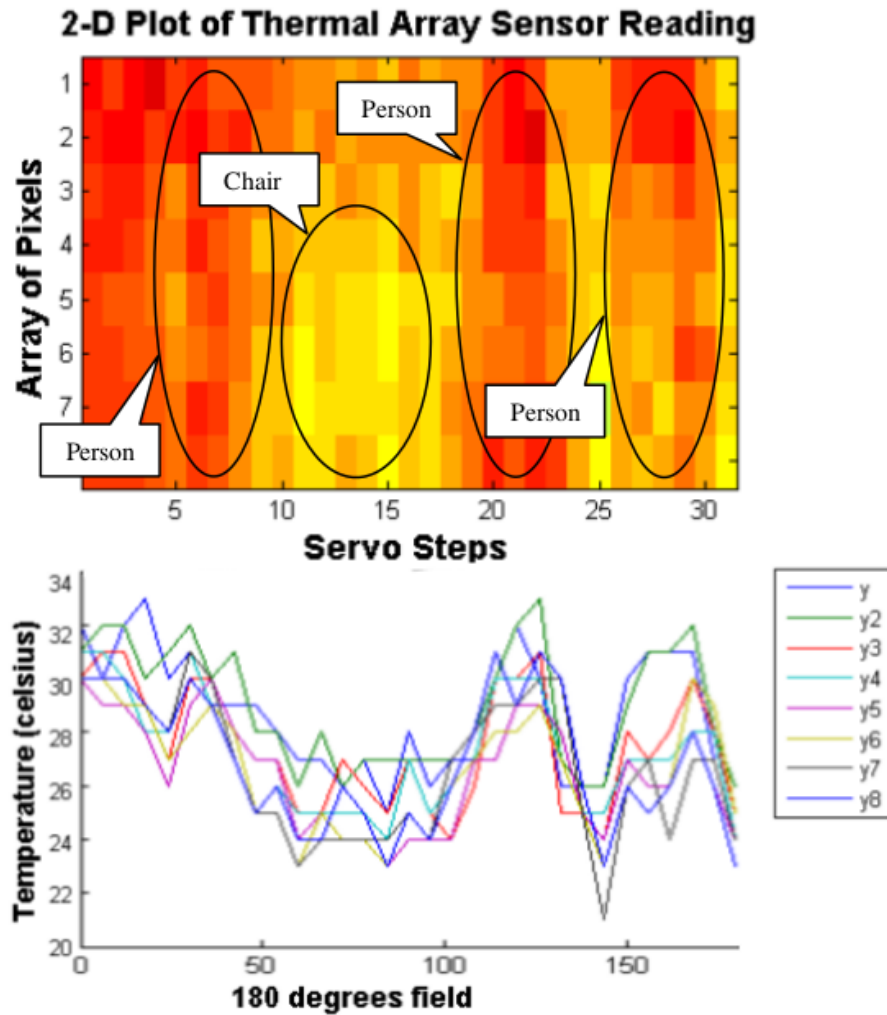 2-D Plot of Thermal Array Sensor Reading
Array of Pixels
1
2
3
4
5
6
7
Person
Chair
Person
Person
5 10 15 20 25 30
Servo Steps
Temperature (celsius)
34
32
30
28
26
24
22
20
0 50 100 150
180 degrees field
y
y2
y3
y4
y5
y6
y7
y8